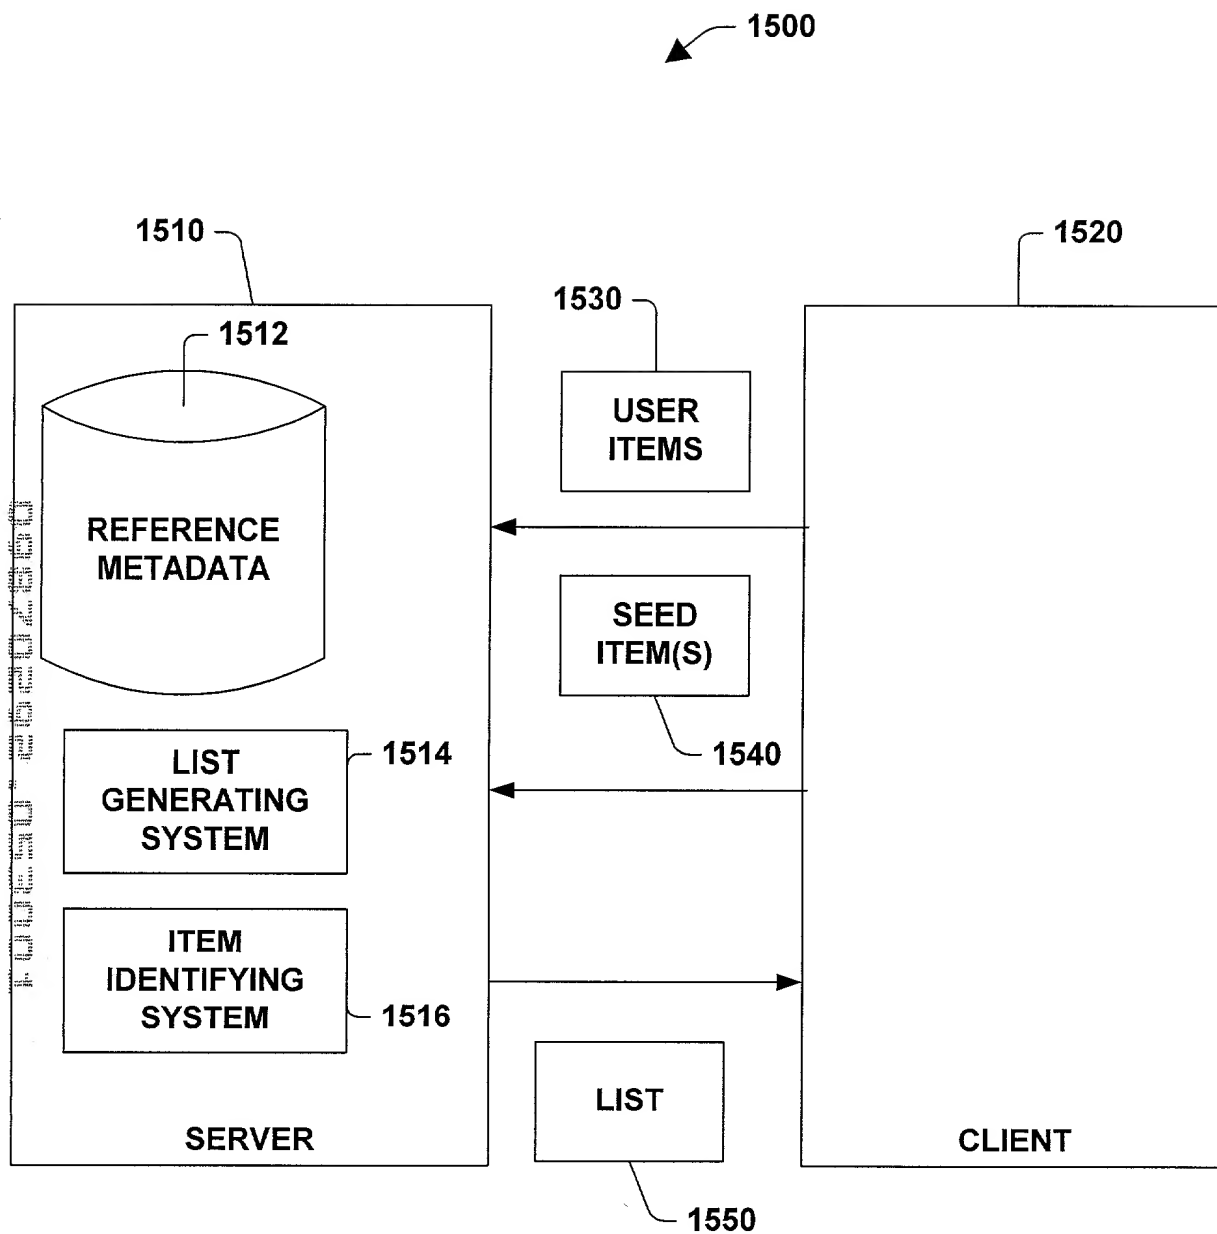 1500
1510
1520
1530
1512
USER
ITEMS
REFERENCE
METADATA
SEED
ITEM(S)
1540
LIST
GENERATING
SYSTEM
1514
ITEM
IDENTIFYING
SYSTEM
1516
LIST
SERVER
CLIENT
1550